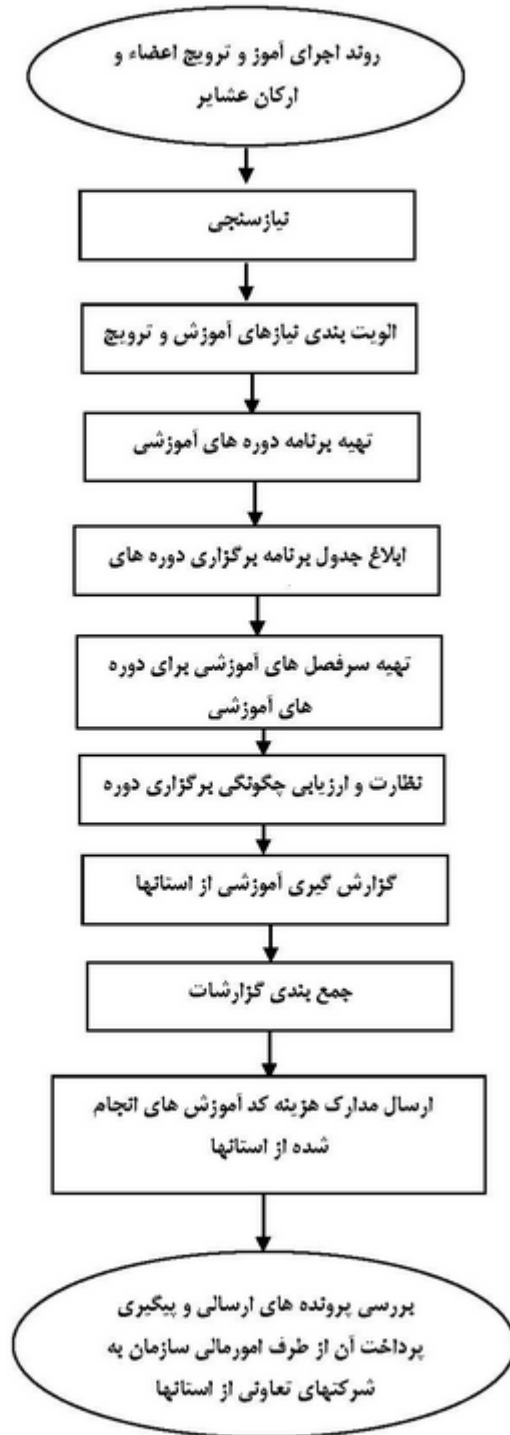 روند اجرای آموز و ترویج اعضاء و
ارکان عشایر
نیازسنجی
الویت بندی نیازهای آموزش و ترویج
تهیه برنامه دوره های آموزشی
ابلاغ جدول برنامه برگزاری دوره های
تهیه سرفصل های آموزشی برای دوره
های آموزشی
نظارت و ارزیابی چگونگی برگزاری دوره
گزارش گیری آموزشی از استانها
جمع بندی گزارشات
ارسال مدارک هزینه کد آموزش های انجام
شده از استانها
بررسی پرونده های ارسالی و پیگیری
پرداخت آن از طرف امورمالی سازمان به
شرکتهای تعاونی از استانها